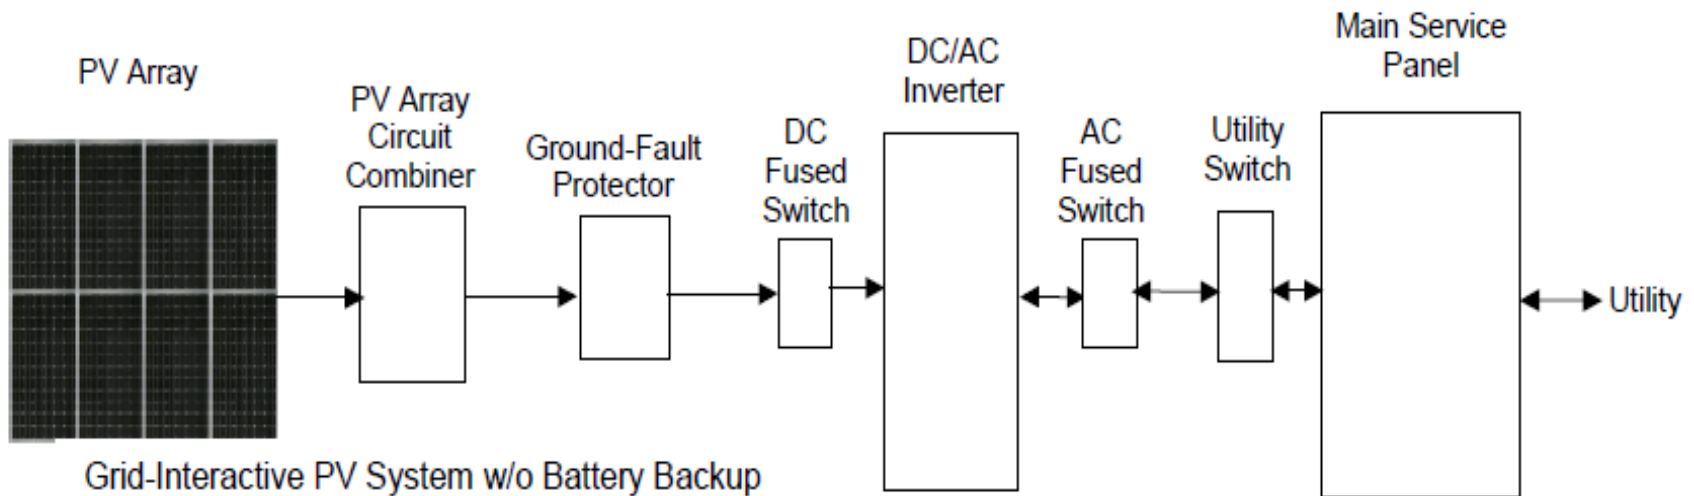 PV Array
PV Array
Circuit
Combiner
Ground-Fault
Protector
DC
Fused
Switch
DC/AC
Inverter
AC
Fused
Switch
Utility
Switch
Main Service
Panel
Utility
Grid-Interactive PV System w/o Battery Backup